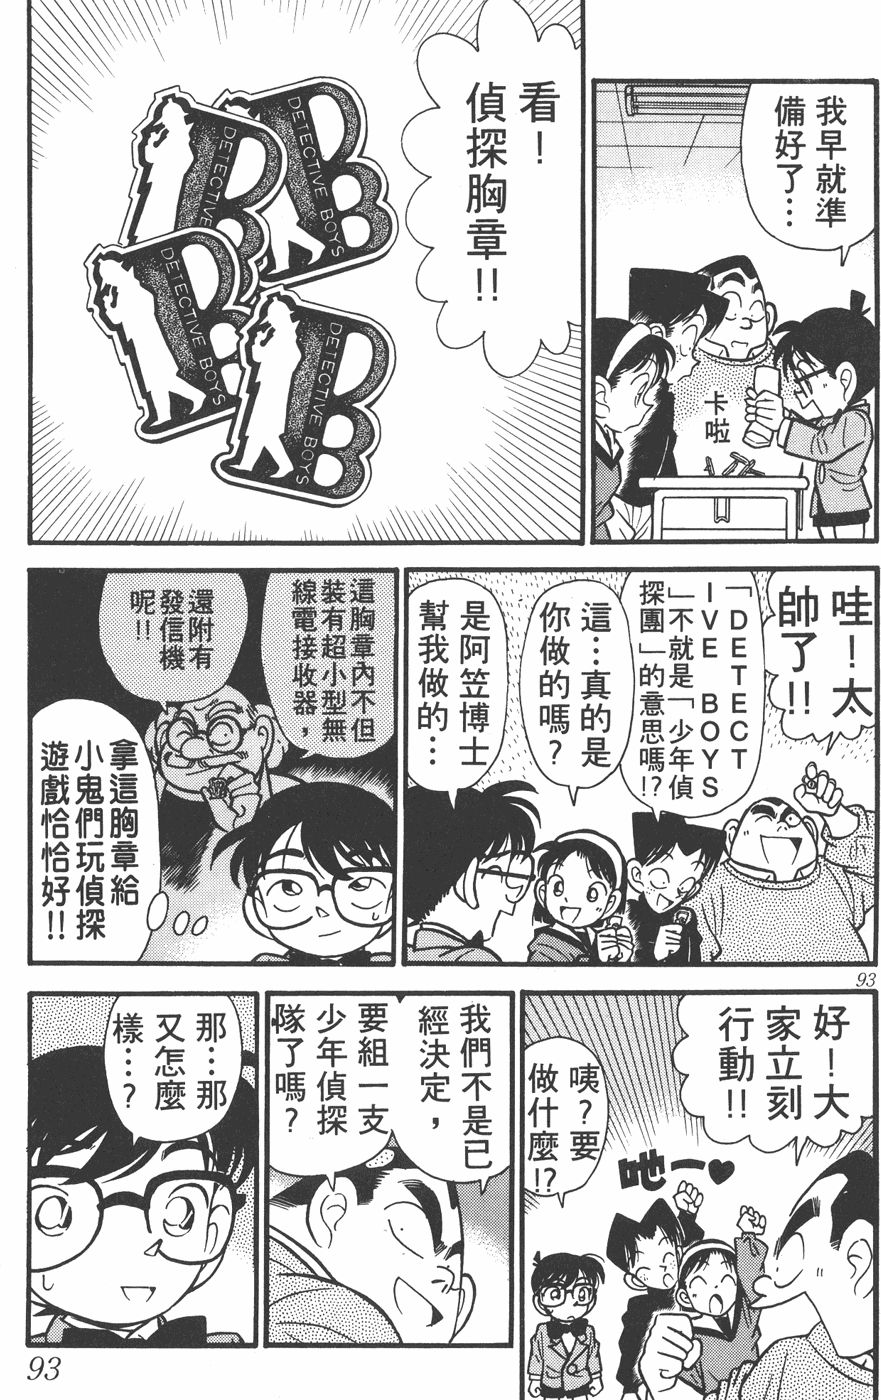 我早就準
備好了…
卡啦
看!
偵探胸章!!
DETECTIVE BOYS
DETECTIVE BOYS
DETECTIVE BOYS
DETECTIVE BOYS
哇!太
帥了!!
「DETECT
IVE BOYS
」不就是「少年偵
探團」的意思嗎!?
這…真的是
你做的嗎?
是阿笠博士
幫我做的…
這胸章內不但
裝有超小型無
線電接收器,
還附有
發信機
呢!!
拿這胸章給
小鬼們玩偵探
遊戲恰恰好!!
93
好!大
家立刻
行動!!
咦?要
做什麼!?
吔一♥
我們不是已
經決定,
要組一支
少年偵探
隊了嗎?
那…那
又怎麼
樣…?
93